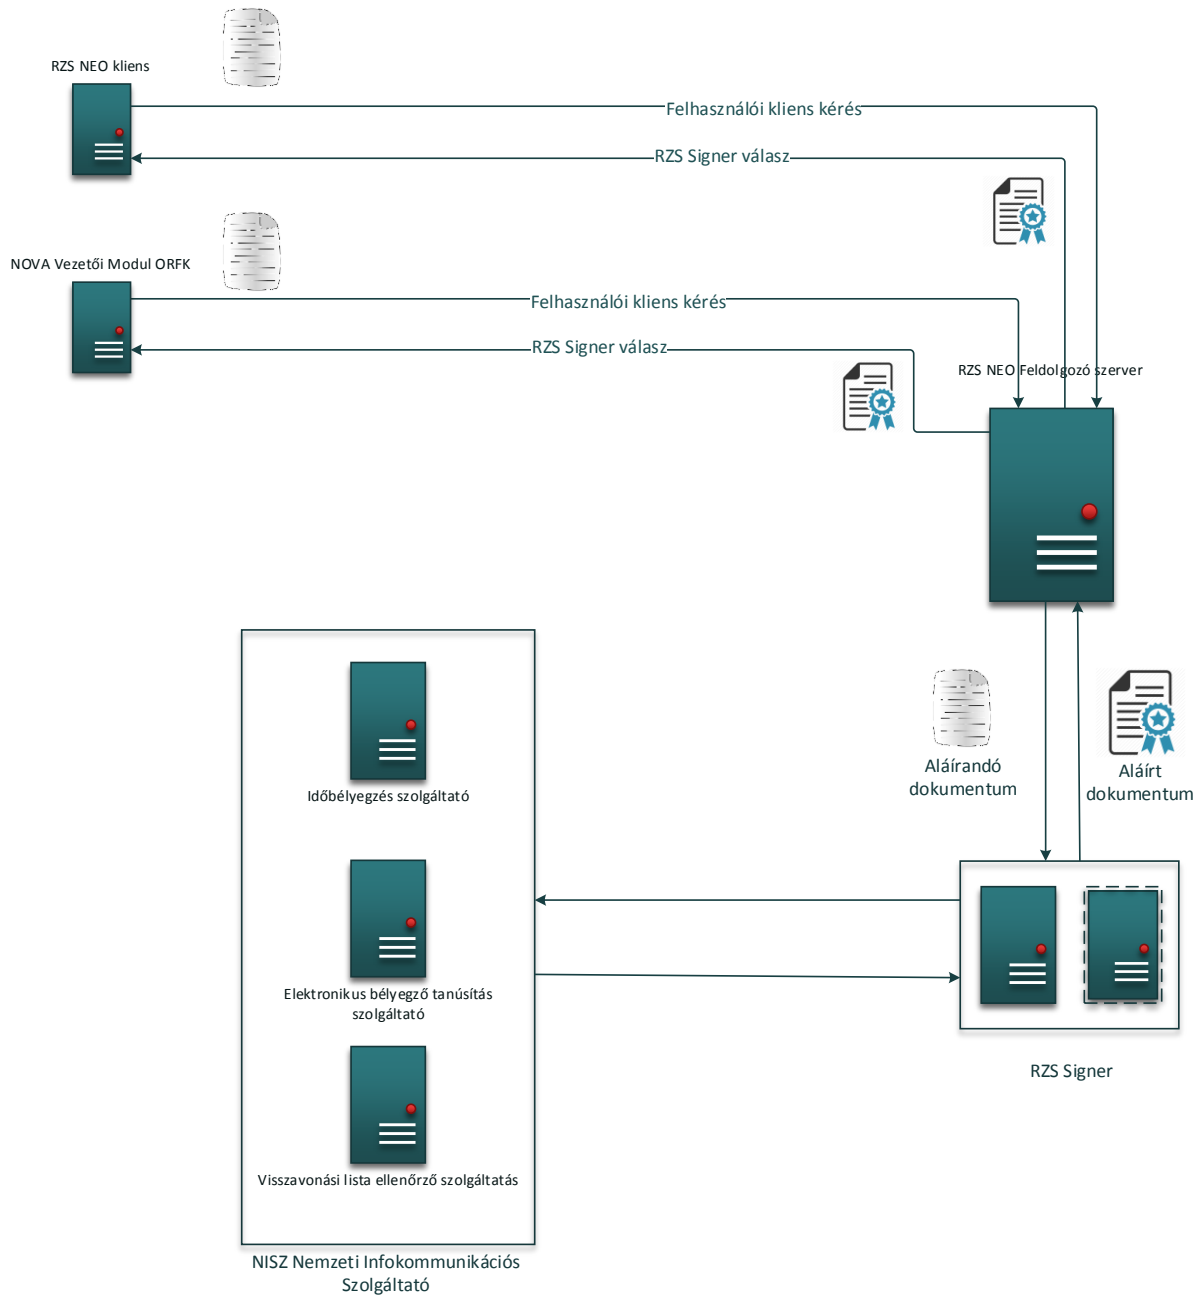 RZS NEO kliens
Felhasználói kliens kérés
RZS Signer válasz
NOVA Vezetői Modul ORFK
Felhasználói kliens kérés
RZS Signer válasz
RZS NEO Feldolgozó szerver
Aláírandó
dokumentum
Aláírt
dokumentum
Időbélyegzés szolgáltató
Elektronikus bélyegző tanúsítás
szolgáltató
Visszavonási lista ellenőrző szolgáltatás
RZS Signer
NISZ Nemzeti Infokommunikációs
Szolgáltató